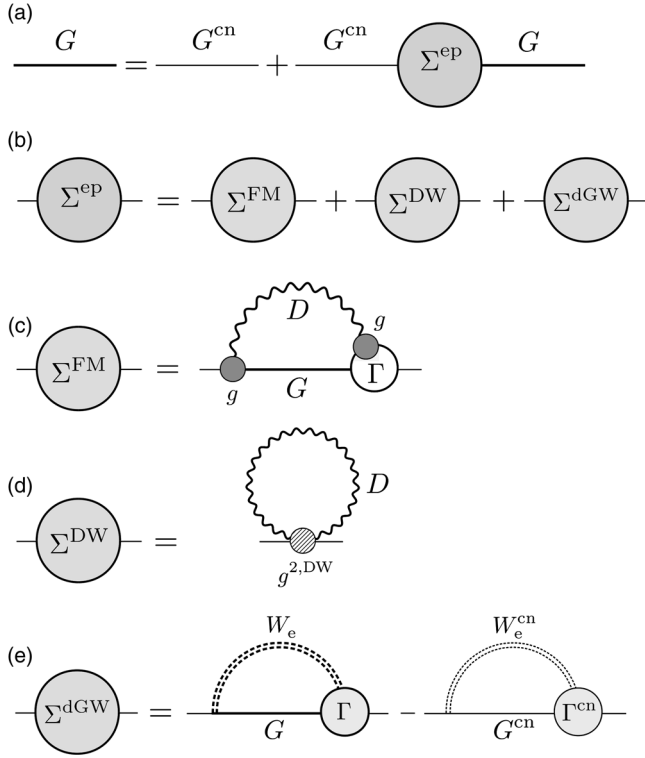 (a)
G = G^cn + G^cn Σ^ep G
(b)
Σ^ep = Σ^FM + Σ^DW + Σ^dGW
(c)
D
g
Σ^FM = Γ
g G
(d)
D
Σ^DW =
g^2,DW
(e)
W_e W_e^cn
Σ^dGW = Γ − Γ^cn
G G^cn